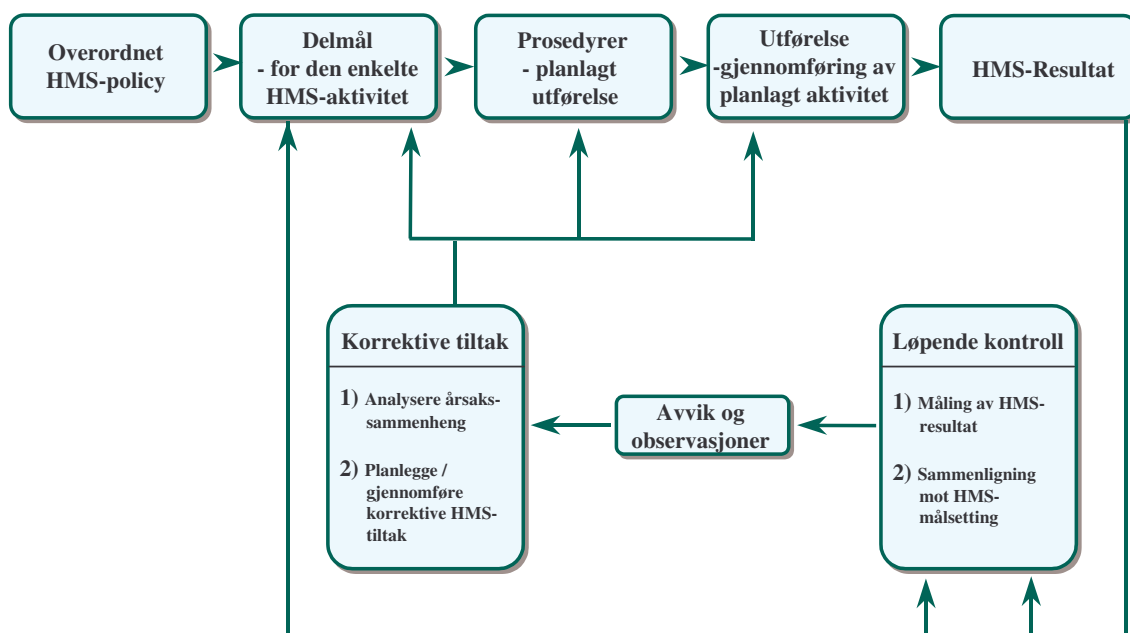 Overordnet
HMS-policy
Delmål
- for den enkelte
HMS-aktivitet
Prosedyrer
- planlagt
utførelse
Utførelse
-gjennomføring av
planlagt aktivitet
HMS-Resultat
Korrektive tiltak
1) Analysere årsaks-
sammenheng
2) Planlegge /
gjennomføre
korrektive HMS-
tiltak
Avvik og
observasjoner
Løpende kontroll
1) Måling av HMS-
resultat
2) Sammenligning
mot HMS-
målsetting